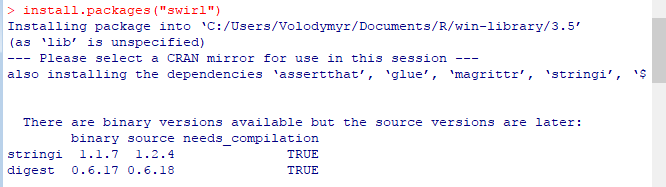 > install.packages("swirl")
Installing package into ‘C:/Users/Volodymyr/Documents/R/win-library/3.5’
(as ‘lib’ is unspecified)
--- Please select a CRAN mirror for use in this session ---
also installing the dependencies ‘assertthat’, ‘glue’, ‘magrittr’, ‘stringi’, ‘$
There are binary versions available but the source versions are later:
binary source needs_compilation
stringi 1.1.7 1.2.4 TRUE
digest 0.6.17 0.6.18 TRUE